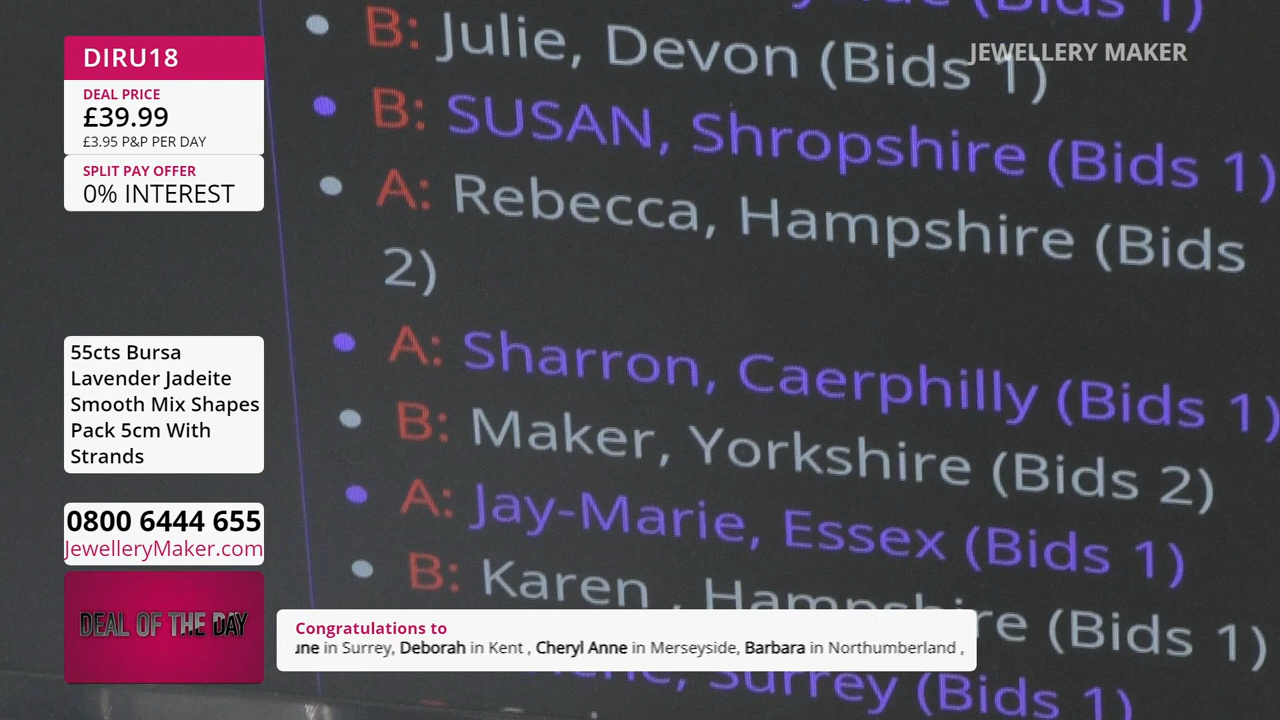 DIRU18
DEAL PRICE
£39.99
£3.95 P&P PER DAY
SPLIT PAY OFFER
0% INTEREST
55cts Bursa
Lavender Jadeite
Smooth Mix Shapes
Pack 5cm With
Strands
0800 6444 655
JewelleryMaker.com
DEAL OF THE DAY
JEWELLERY MAKER
(Bids 1)
B: Julie, Devon (Bids 1)
B: SUSAN, Shropshire (Bids 1)
A: Rebecca, Hampshire (Bids
2)
A: Sharron, Caerphilly (Bids 1)
B: Maker, Yorkshire (Bids 2)
A: Jay-Marie, Essex (Bids 1)
B: Karen , Hampshire (Bids 1)
Surrey (Bids 1)
Congratulations to
in Surrey, Deborah in Kent , Cheryl Anne in Merseyside, Barbara in Northumberland ,